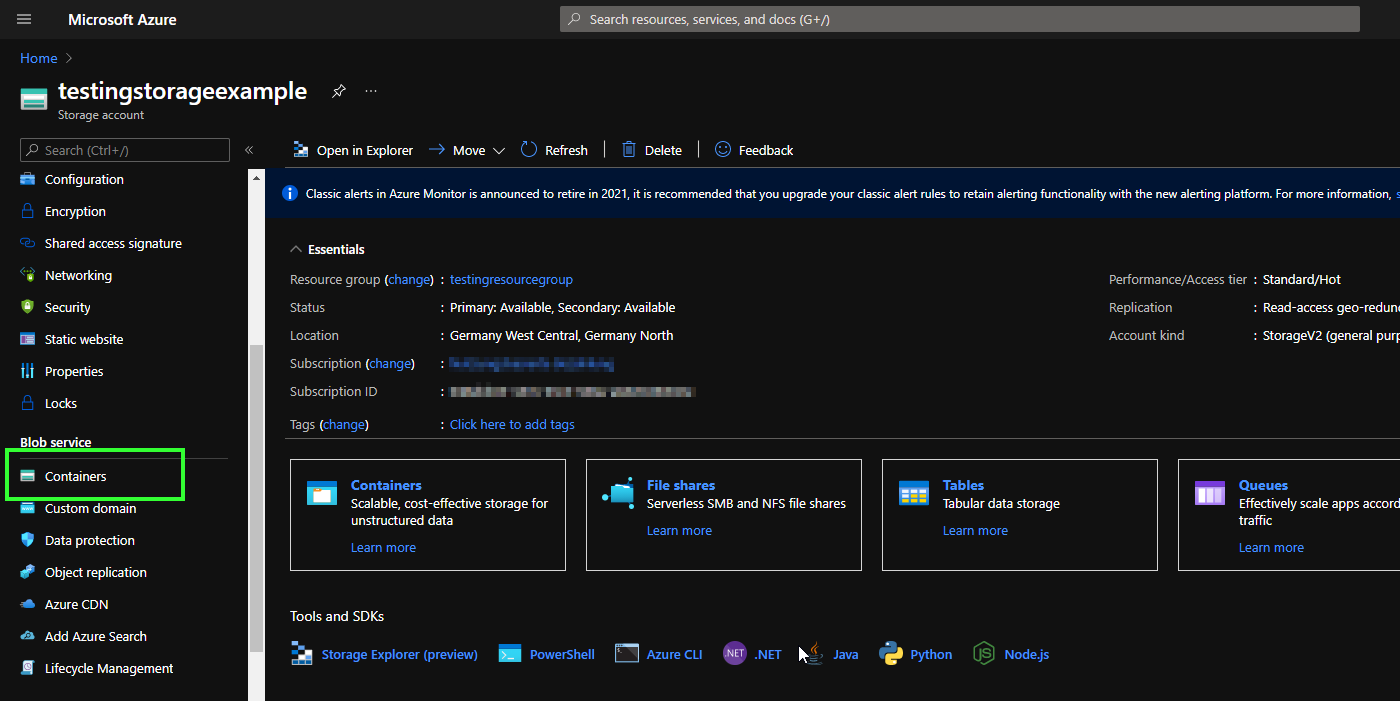 Microsoft Azure
Search resources, services, and docs (G+/)
Home
testingstorageexample
Storage account
Search (Ctrl+/)
Configuration
Encryption
Shared access signature
Networking
Security
Static website
Properties
Locks
Blob service
Containers
Custom domain
Data protection
Object replication
Azure CDN
Add Azure Search
Lifecycle Management
Open in Explorer Move Refresh Delete Feedback
Classic alerts in Azure Monitor is announced to retire in 2021, it is recommended that you upgrade your classic alert rules to retain alerting functionality with the new alerting platform. For more information, s
Essentials
Resource group (change) : testingresourcegroup
Status : Primary: Available, Secondary: Available
Location : Germany West Central, Germany North
Subscription (change) :
Subscription ID :
Tags (change) : Click here to add tags
Performance/Access tier : Standard/Hot
Replication : Read-access geo-redun
Account kind : StorageV2 (general purp
Containers
Scalable, cost-effective storage for
unstructured data
Learn more
File shares
Serverless SMB and NFS file shares
Learn more
Tables
Tabular data storage
Learn more
Queues
Effectively scale apps accord
traffic
Learn more
Tools and SDKs
Storage Explorer (preview) PowerShell Azure CLI .NET .NET Java Python JS Node.js